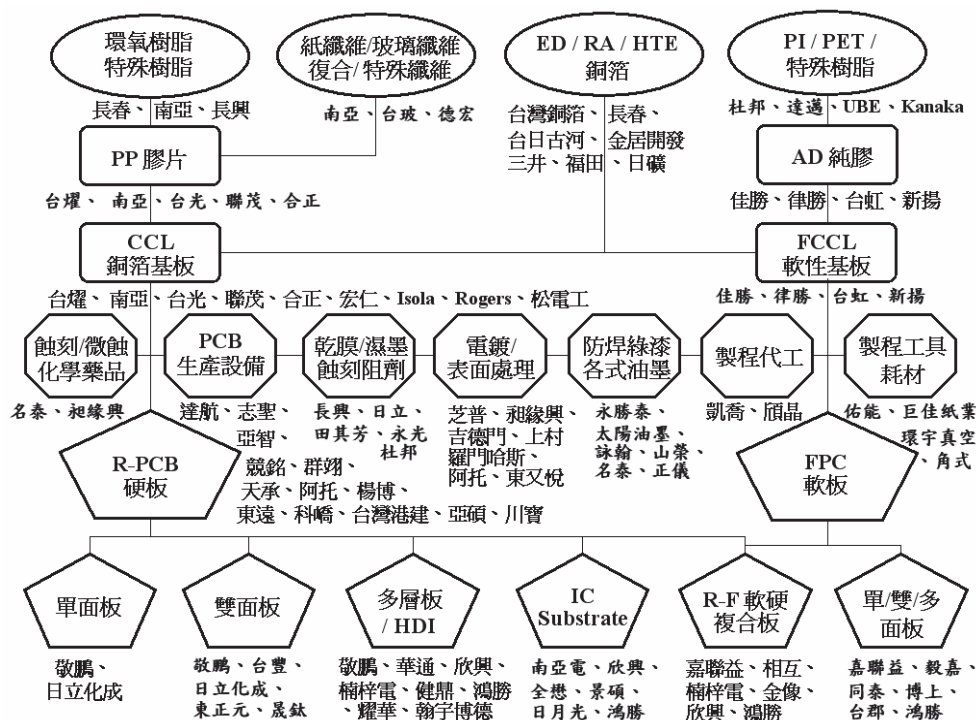 環氧樹脂
特殊樹脂
紙纖維/玻璃纖維
復合/ 特殊纖維
ED / RA / HTE
銅箔
PI / PET /
特殊樹脂
長春、南亞、長興
南亞、台玻、德宏
台灣銅箔、長春、
台日古河、金居開發
三井、福田、日礦
杜邦、達邁、UBE、Kanaka
PP 膠片
AD 純膠
台燿、南亞、台光、聯茂、合正
佳勝、律勝、台虹、新揚
CCL
銅箔基板
FCCL
軟性基板
台燿、南亞、台光、聯茂、合正、宏仁、Isola、Rogers、松電工
佳勝、律勝、台虹、新揚
蝕刻/微蝕
化學藥品
PCB
生產設備
乾膜/濕墨
蝕刻阻劑
電鍍/
表面處理
防焊綠漆
各式油墨
製程代工
製程工具
耗材
名泰、昶緣興
達航、志聖、
亞智、
競銘、群翊、
天承、阿托、楊博、
東遠、科嶠、台灣港建、亞碩、川寶
長興、日立、
田其芳、永光
杜邦
芝普、昶緣興、
吉德門、上村
羅門哈斯、
阿托、東又悅
永勝泰、
太陽油墨、
詠翰、山榮、
名泰、正儀
凱喬、頎晶
佑能、巨佳紙業
環宇真空
、角式
R-PCB
硬板
FPC
軟板
單面板
雙面板
多層板
/ HDI
IC
Substrate
R-F 軟硬
複合板
單/雙/多
面板
敬鵬、
日立化成
敬鵬、台豐、
日立化成、
東正元、晟鈦
敬鵬、華通、欣興、
楠梓電、健鼎、鴻勝
、耀華、翰宇博德
南亞電、欣興、
全懋、景碩、
日月光、鴻勝
嘉聯益、相互、
楠梓電、金像、
欣興、鴻勝
嘉聯益、毅嘉、
同泰、博上、
台郡、鴻勝